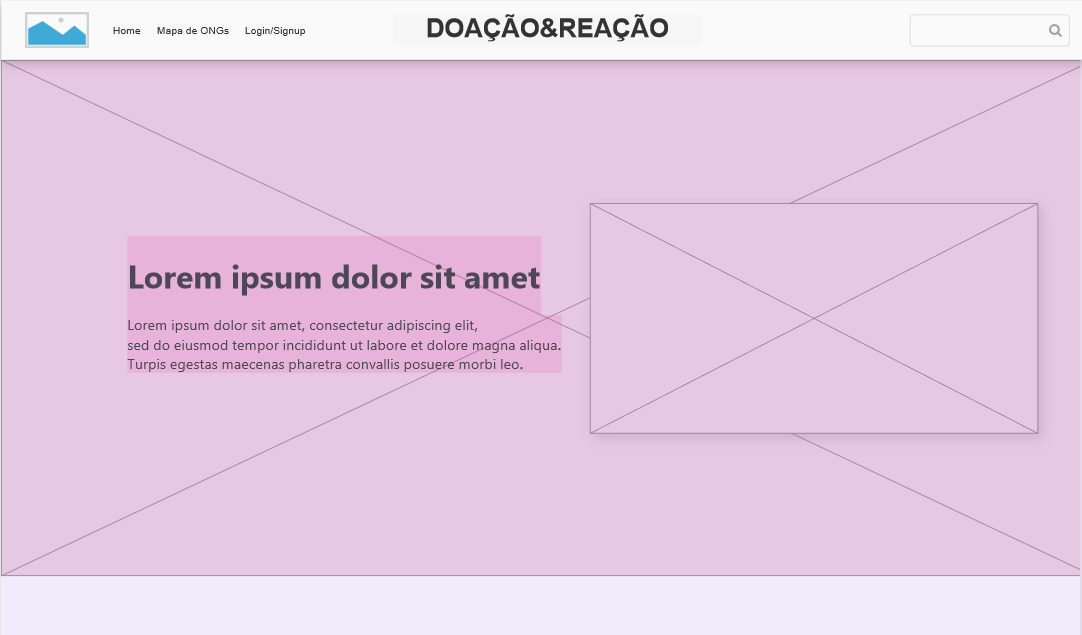 Home Mapa de ONGs Login/Signup DOAÇÃO&REAÇÃO
Lorem ipsum dolor sit amet
Lorem ipsum dolor sit amet, consectetur adipiscing elit,
sed do eiusmod tempor incididunt ut labore et dolore magna aliqua.
Turpis egestas maecenas pharetra convallis posuere morbi leo.